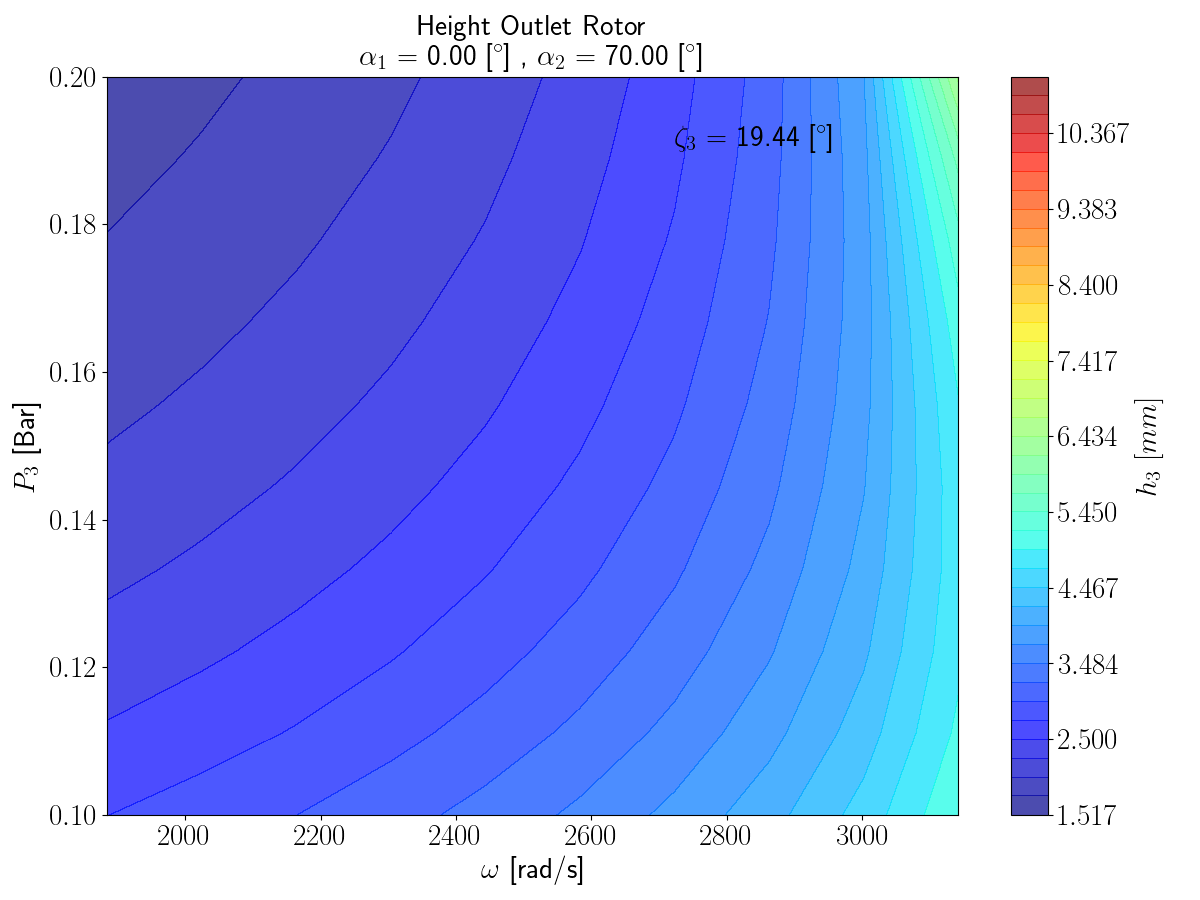 Height Outlet Rotor
α₁ = 0.00 [°] , α₂ = 70.00 [°]
ζ₃ = 19.44 [°]
P₃ [Bar]
0.20
0.18
0.16
0.14
0.12
0.10
2000 2200 2400 2600 2800 3000
ω [rad/s]
10.367
9.383
8.400
7.417
6.434
5.450
4.467
3.484
2.500
1.517
h₃ [mm]